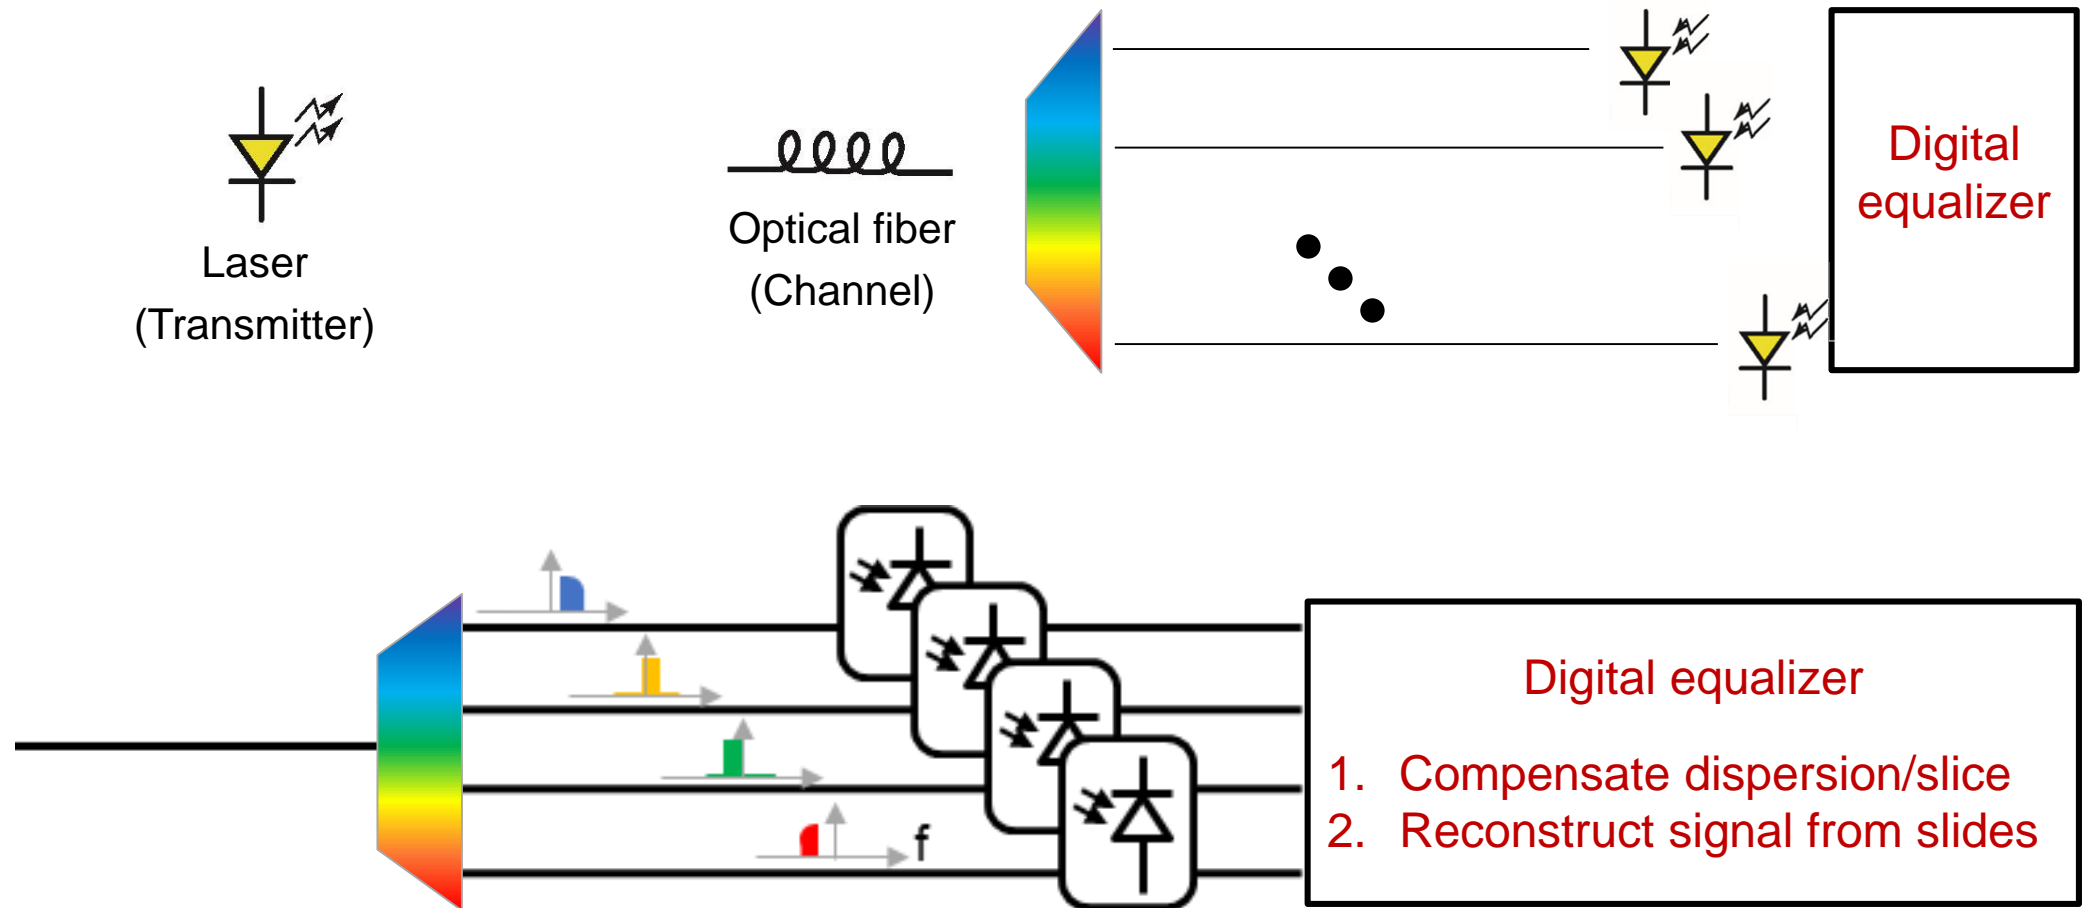 Laser
(Transmitter)
Optical fiber
(Channel)
Digital
equalizer
f
Digital equalizer
1. Compensate dispersion/slice
2. Reconstruct signal from slides